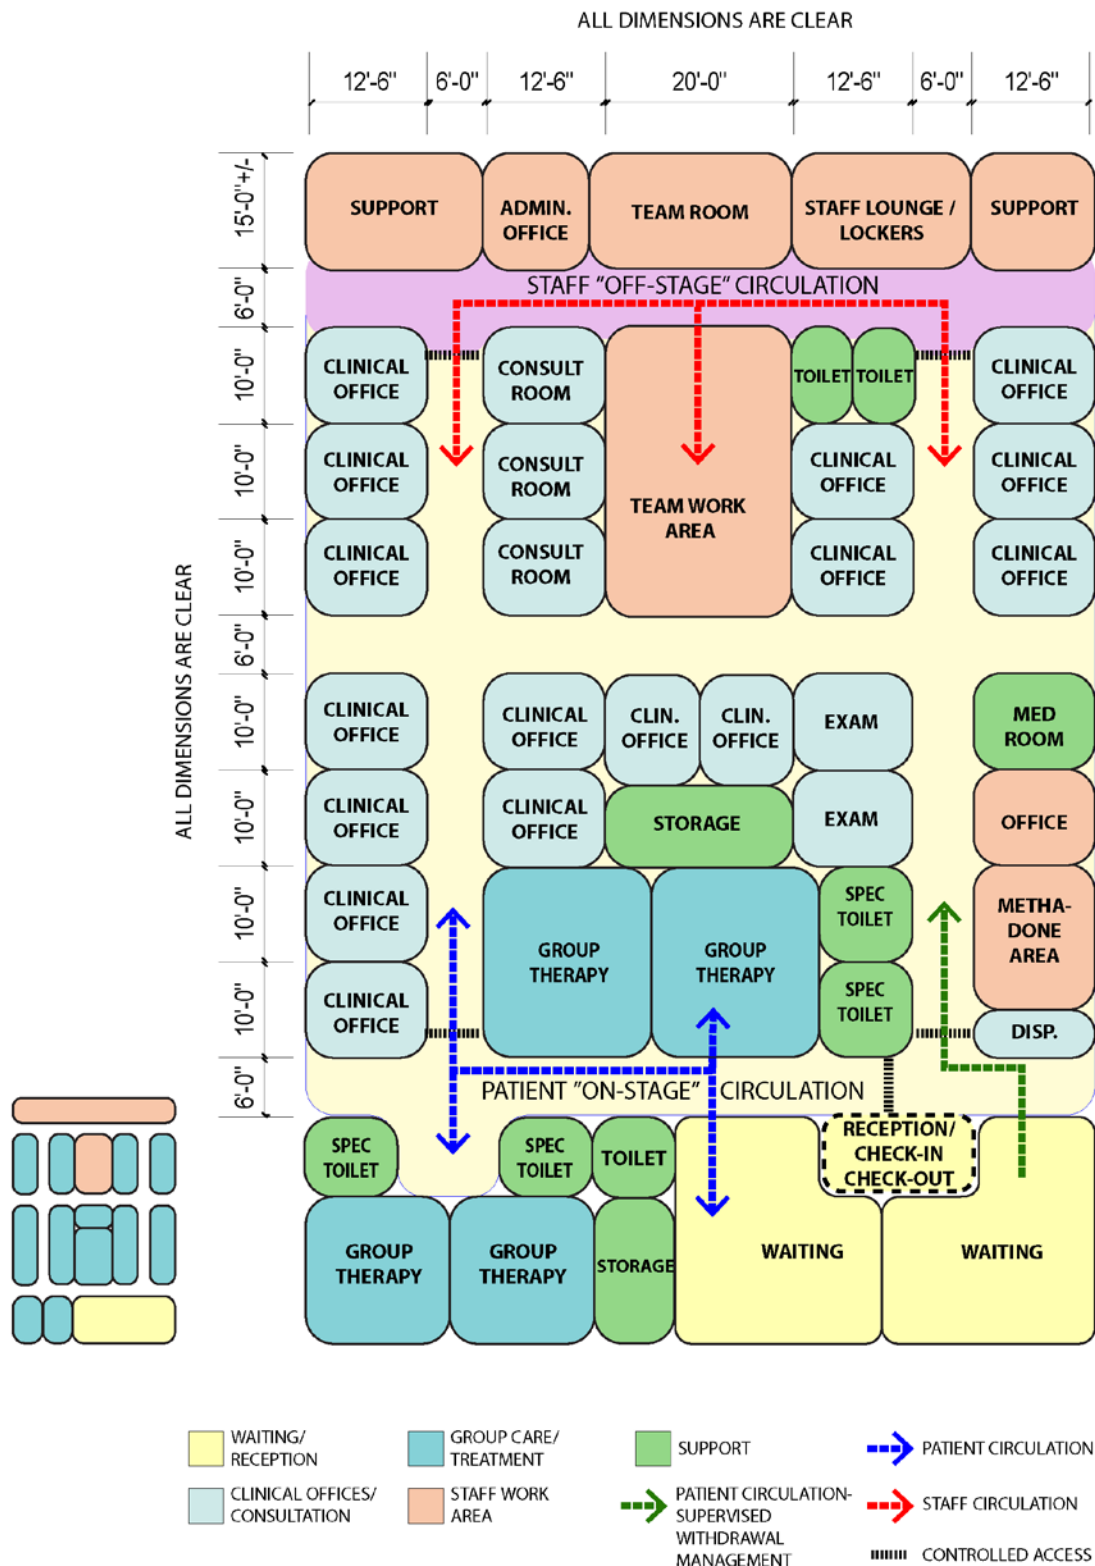 ALL DIMENSIONS ARE CLEAR
12'-6" 6'-0" 12'-6" 20'-0" 12'-6" 6'-0" 12'-6"
15'-0"+/-
SUPPORT
ADMIN.
OFFICE
TEAM ROOM
STAFF LOUNGE /
LOCKERS
SUPPORT
6'-0"
STAFF "OFF-STAGE" CIRCULATION
10'-0"
CLINICAL
OFFICE
CONSULT
ROOM
TOILET
TOILET
CLINICAL
OFFICE
10'-0"
CLINICAL
OFFICE
CONSULT
ROOM
TEAM WORK
AREA
CLINICAL
OFFICE
CLINICAL
OFFICE
10'-0"
CLINICAL
OFFICE
CONSULT
ROOM
CLINICAL
OFFICE
CLINICAL
OFFICE
ALL DIMENSIONS ARE CLEAR
6'-0"
10'-0"
CLINICAL
OFFICE
CLINICAL
OFFICE
CLIN.
OFFICE
CLIN.
OFFICE
EXAM
MED
ROOM
10'-0"
CLINICAL
OFFICE
CLINICAL
OFFICE
STORAGE
EXAM
OFFICE
10'-0"
CLINICAL
OFFICE
GROUP
THERAPY
GROUP
THERAPY
SPEC
TOILET
METHA-
DONE
AREA
10'-0"
CLINICAL
OFFICE
SPEC
TOILET
DISP.
6'-0"
PATIENT "ON-STAGE" CIRCULATION
SPEC
TOILET
SPEC
TOILET
TOILET
RECEPTION/
CHECK-IN
CHECK-OUT
GROUP
THERAPY
GROUP
THERAPY
STORAGE
WAITING
WAITING
WAITING/
RECEPTION
GROUP CARE/
TREATMENT
SUPPORT
PATIENT CIRCULATION
CLINICAL OFFICES/
CONSULTATION
STAFF WORK
AREA
PATIENT CIRCULATION-
SUPERVISED
WITHDRAWAL
MANAGEMENT
STAFF CIRCULATION
CONTROLLED ACCESS